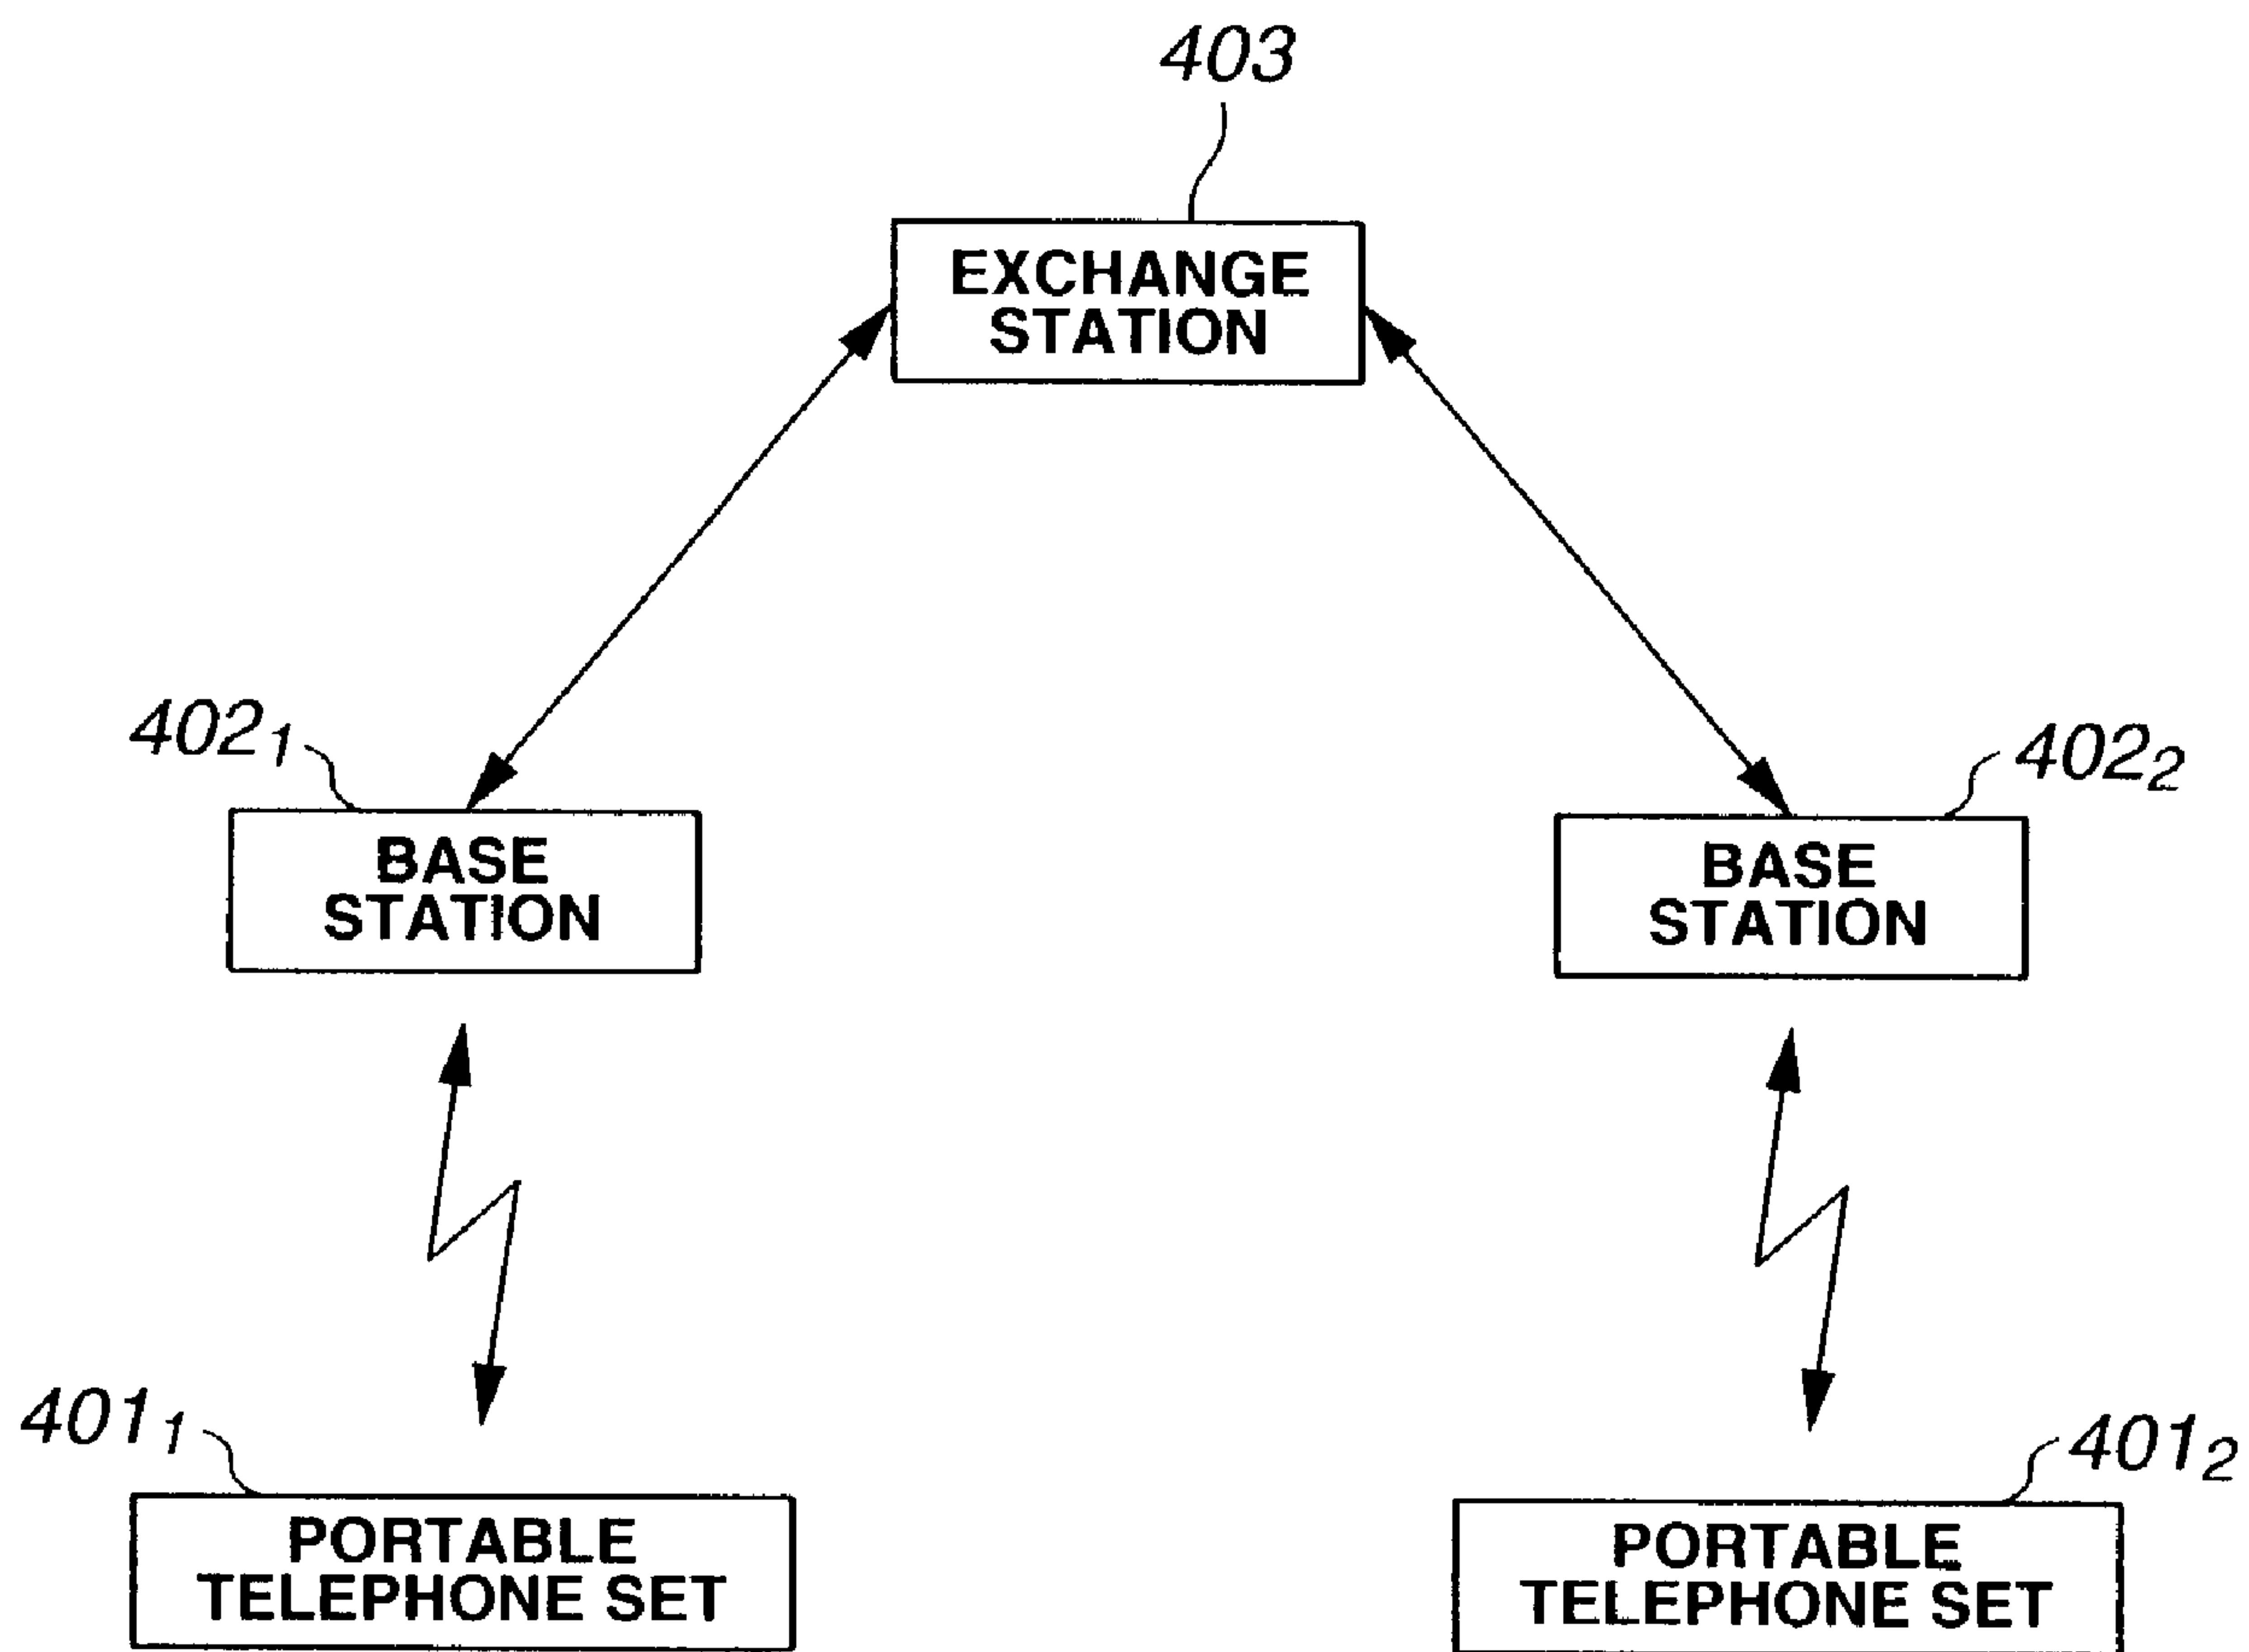 403
EXCHANGE
STATION
402₁
402₂
BASE
STATION
BASE
STATION
401₁
401₂
PORTABLE
TELEPHONE SET
PORTABLE
TELEPHONE SET